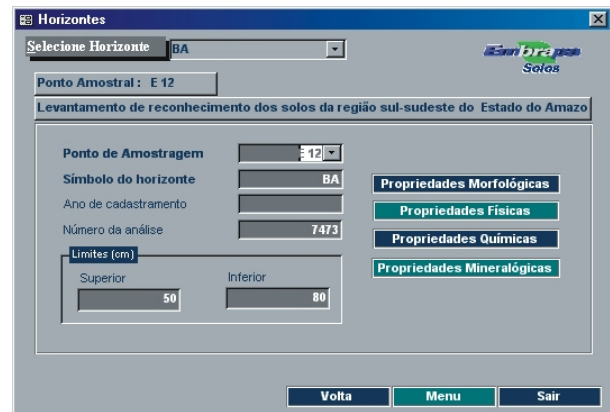 Horizontes
Selecione Horizonte BA
Embrapa
Solos
Ponto Amostral : E 12
Levantamento de reconhecimento dos solos da região sul-sudeste do Estado do Amazo
Ponto de Amostragem E 12
Símbolo do horizonte BA
Ano de cadastramento
Número da análise 7473
Limites (cm)
Superior Inferior
50 80
Propriedades Morfológicas
Propriedades Físicas
Propriedades Químicas
Propriedades Mineralógicas
Volta Menu Sair